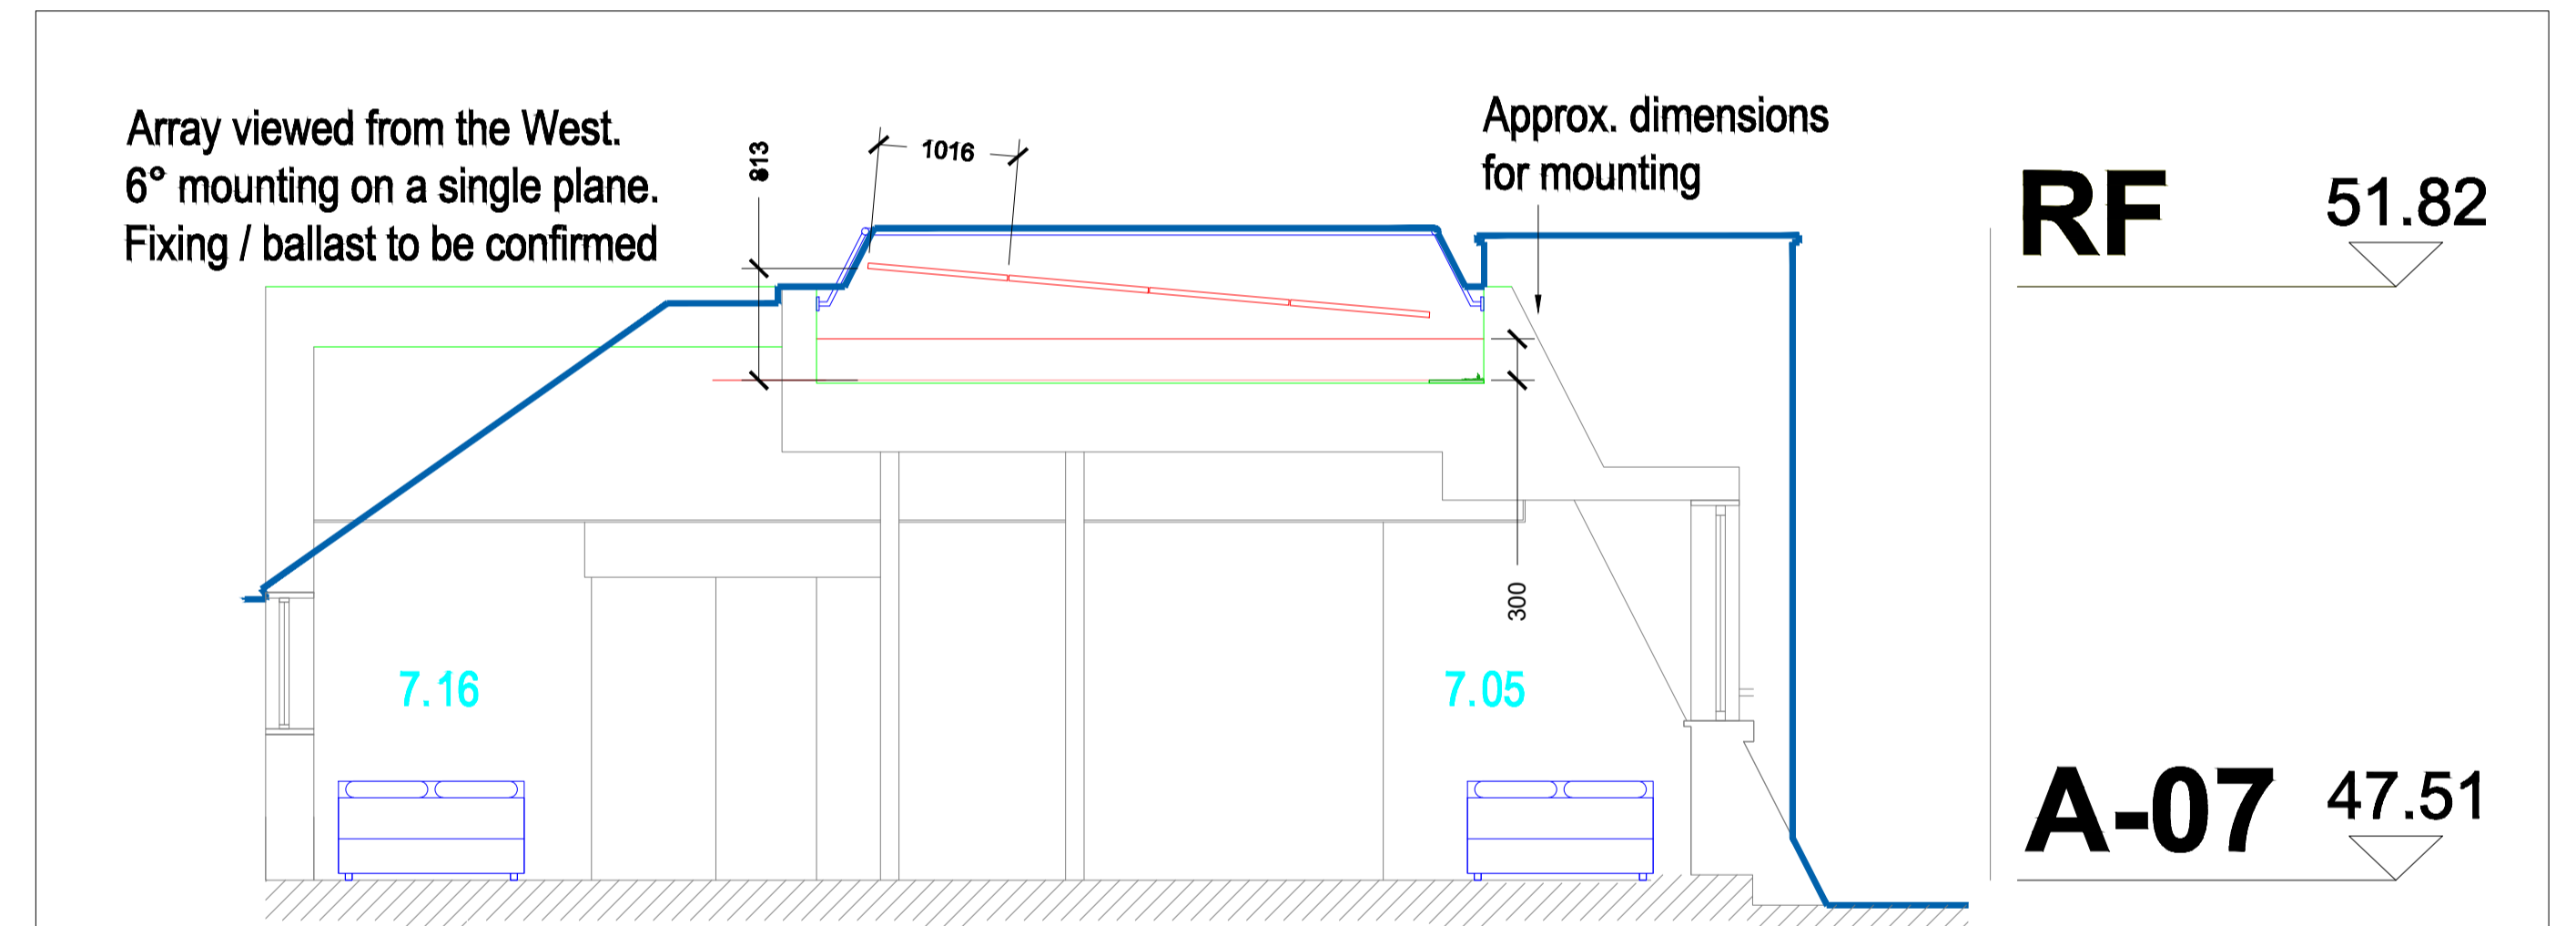 Array viewed from the West.
6° mounting on a single plane.
Fixing / ballast to be confirmed
813
1016
Approx. dimensions
for mounting
RF 51.82
300
7.16
7.05
A-07 47.51